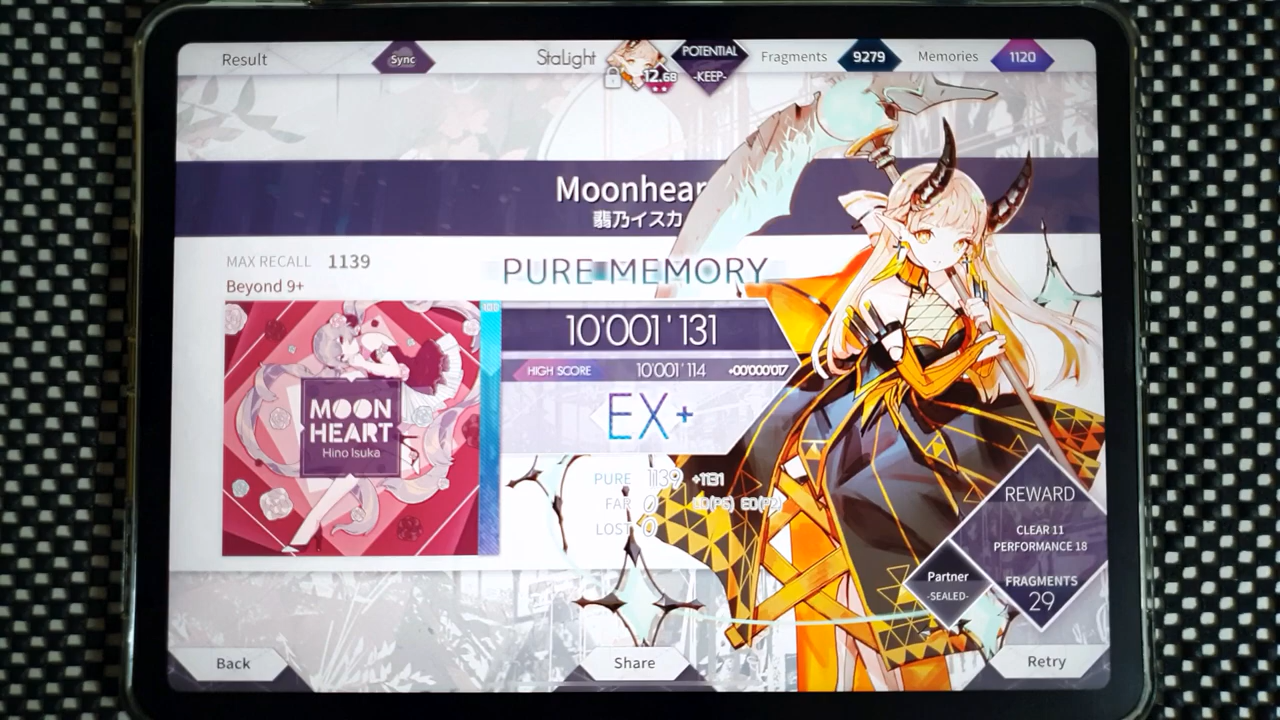 Result
Sync
StaLight
12.68
POTENTIAL
-KEEP-
Fragments
9279
Memories
1120
Moonhear
翡乃イスカ
MAX RECALL 1139
Beyond 9+
PURE MEMORY
100
10'001'131
HIGH SCORE 10'001'114 +00'000'017
EX+
PURE 1139 +1131
FAR 0
LOST 0
MOON
HEART
Hino Isuka
REWARD
CLEAR 11
PERFORMANCE 18
FRAGMENTS
29
Partner
-SEALED-
Back
Share
Retry